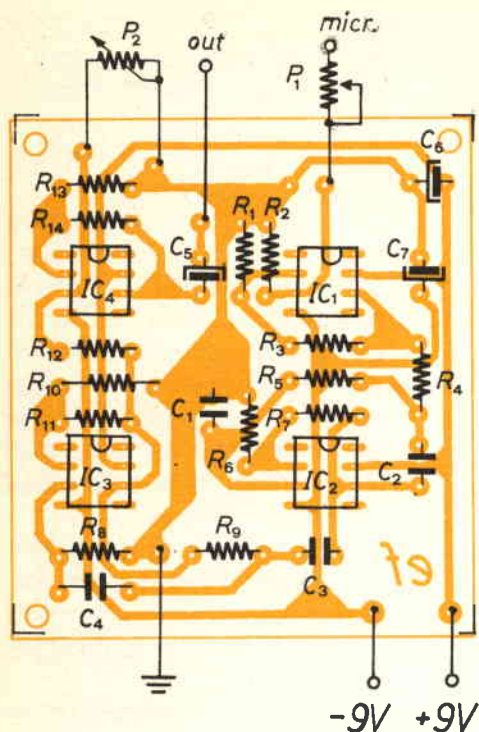 micr.
P₂
out
P₁
C₆
R₁₃
R₁ R₂
R₁₄
C₅
C₇
IC₄
IC₁
R₁₂
R₃
R₁₀
R₅
R₄
C₁
R₁₁
R₇
R₆
IC₃
IC₂
C₂
R₈
R₉
ef
C₃
C₄
-9V +9V